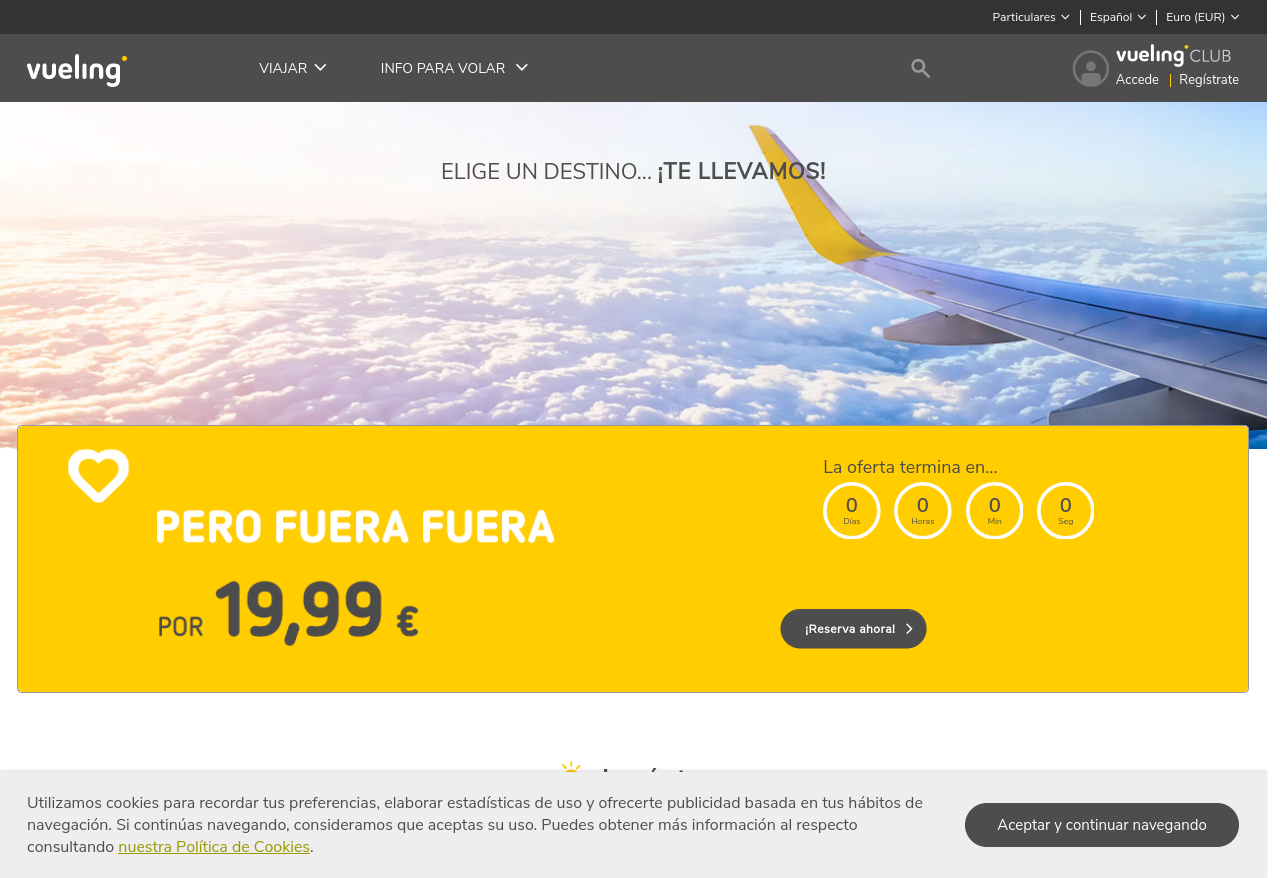 Particulares
Español
Euro (EUR)
vueling
VIAJAR
INFO PARA VOLAR
vueling CLUB
Accede
Regístrate
ELIGE UN DESTINO... ¡TE LLEVAMOS!
PERO FUERA FUERA
POR 19,99 €
La oferta termina en...
0 0 0 0
Días Horas Min Seg
¡Reserva ahora!
Utilizamos cookies para recordar tus preferencias, elaborar estadísticas de uso y ofrecerte publicidad basada en tus hábitos de
navegación. Si continúas navegando, consideramos que aceptas su uso. Puedes obtener más información al respecto
consultando nuestra Política de Cookies.
Aceptar y continuar navegando